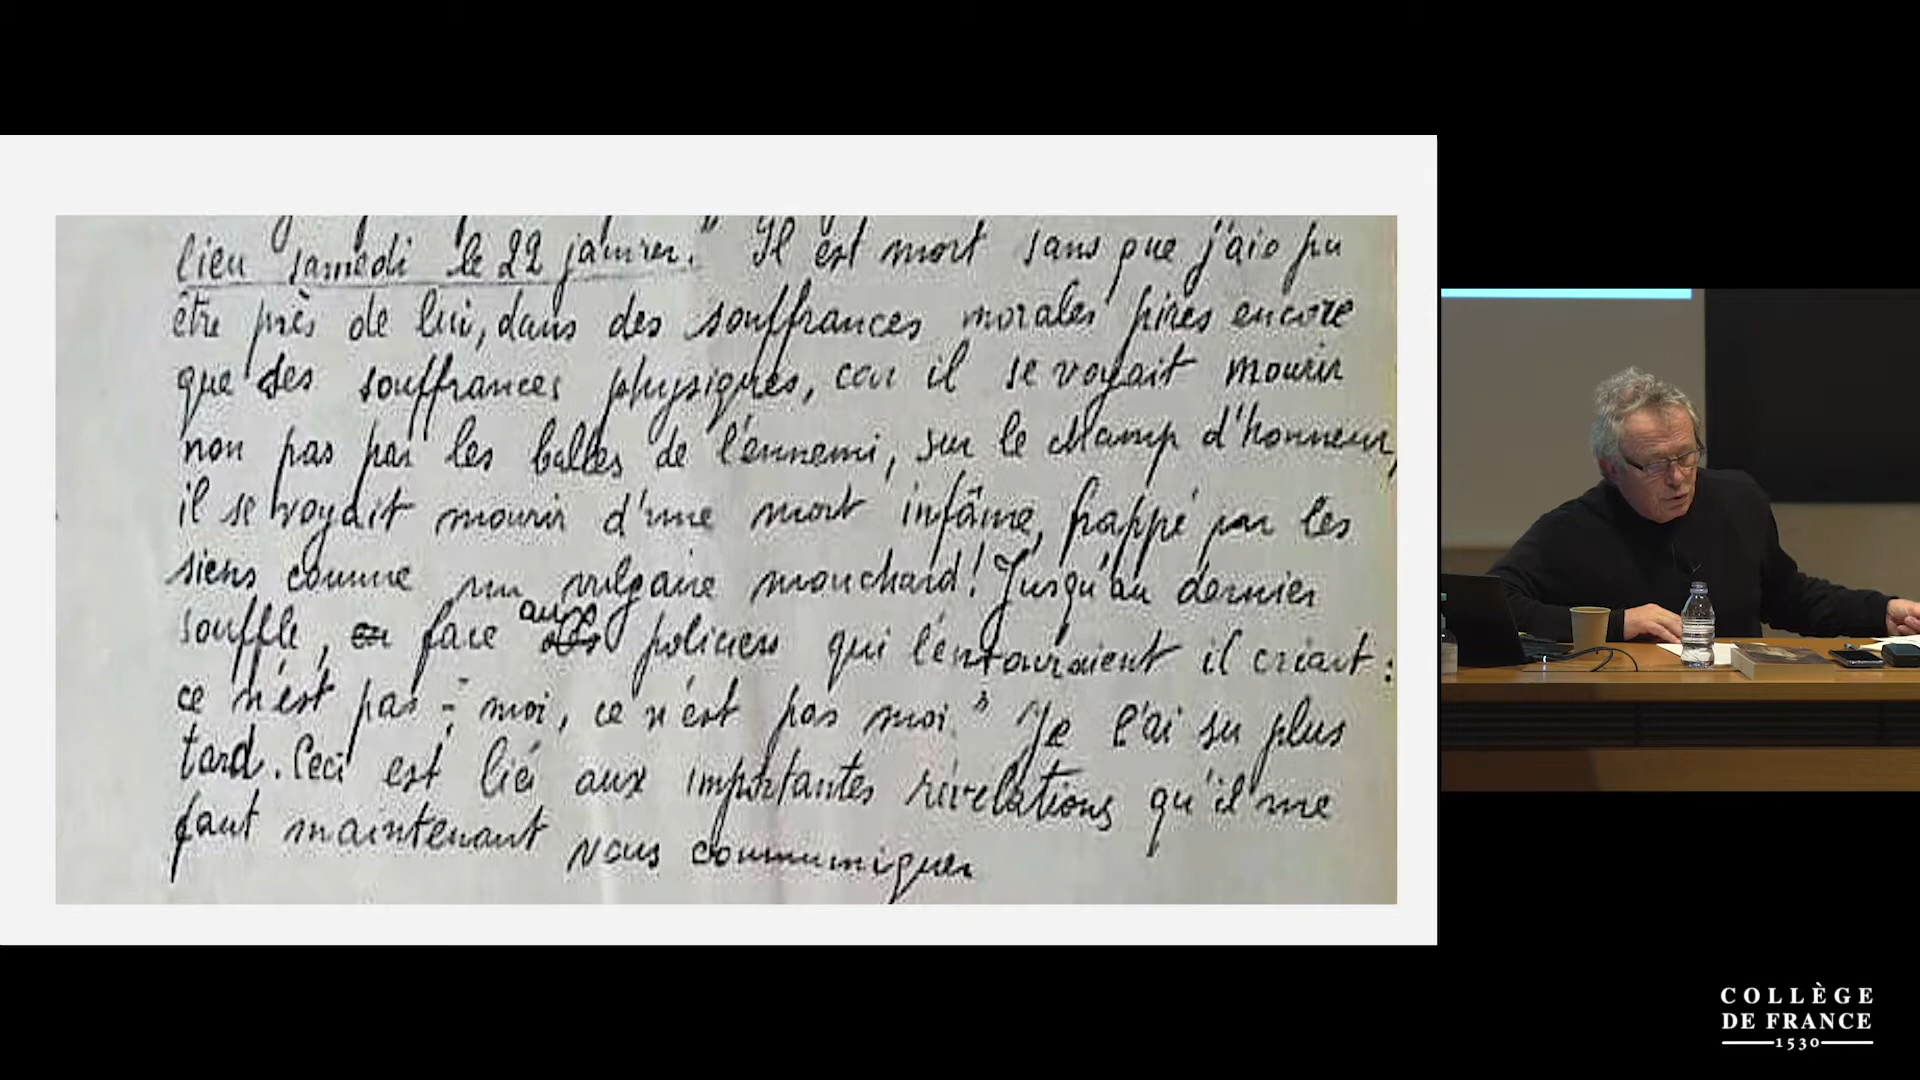 lieu samedi le 22 janvier." Il est mort sans que j'aie pu
être près de lui, dans des souffrances morales pires encore
que des souffrances physiques, car il se voyait mourir
non pas par les balles de l'ennemi, sur le champ d'honneur,
il se voyait mourir d'une mort infâme, frappé par les
siens comme un vulgaire mouchard! Jusqu'au dernier
souffle, face aux policiers qui l'entouraient il criait :
ce n'est pas moi, ce n'est pas moi." Je l'ai su plus
tard. Ceci est lié aux importantes révélations qu'il me
faut maintenant vous communiquer
COLLÈGE
DE FRANCE
1530